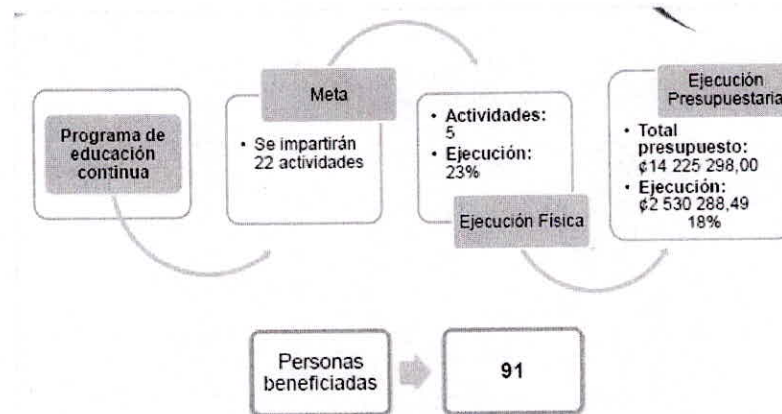 Programa de
educación
continua
Meta
• Se impartirán
22 actividades
• Actividades:
5
• Ejecución:
23%
Ejecución Física
Ejecución
Presupuestaria
• Total
presupuesto:
₡14 225 298,00
• Ejecución:
₡2 530 288,49
18%
Personas
beneficiadas
91